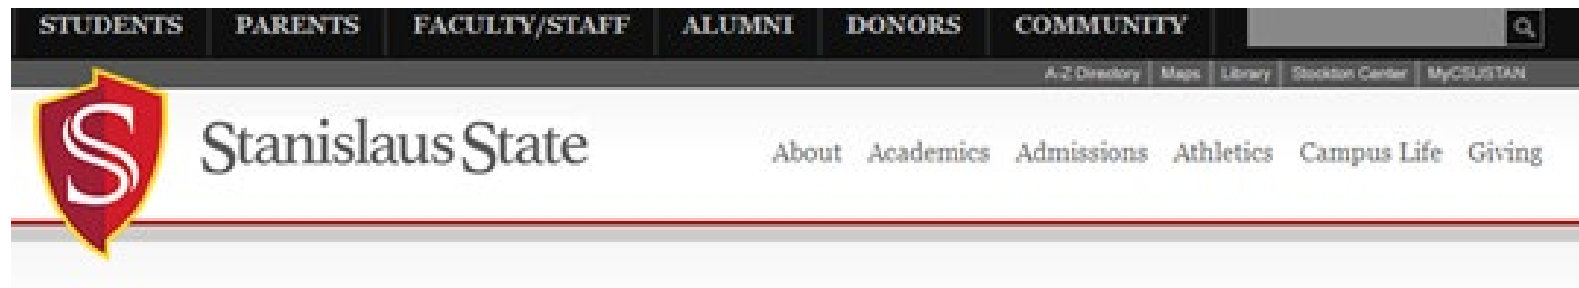 STUDENTS PARENTS FACULTY/STAFF ALUMNI DONORS COMMUNITY
A-Z Directory Maps Library Stockton Center MyCSUSTAN
S
Stanislaus State
About Academics Admissions Athletics Campus Life Giving